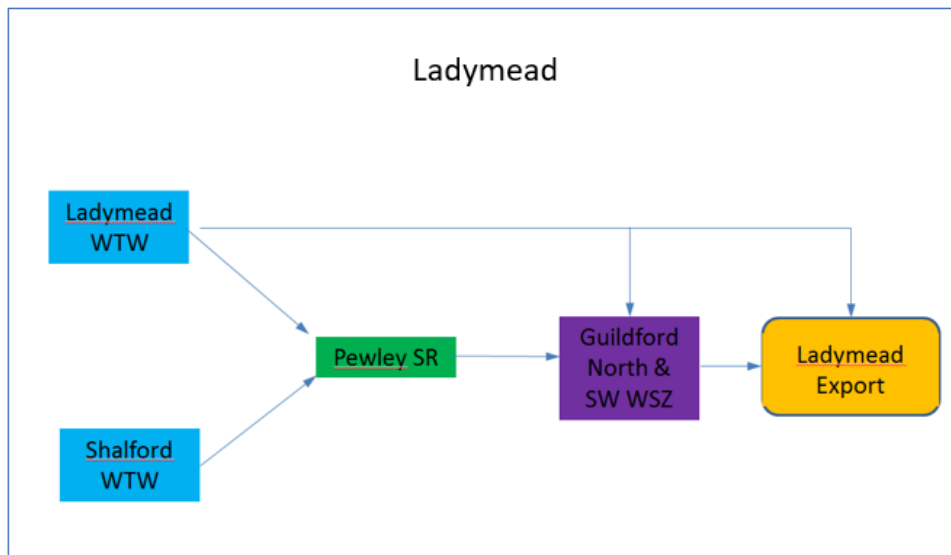 Ladymead
Ladymead
WTW
Pewley SR
Guildford
North &
SW WSZ
Ladymead
Export
Shalford
WTW